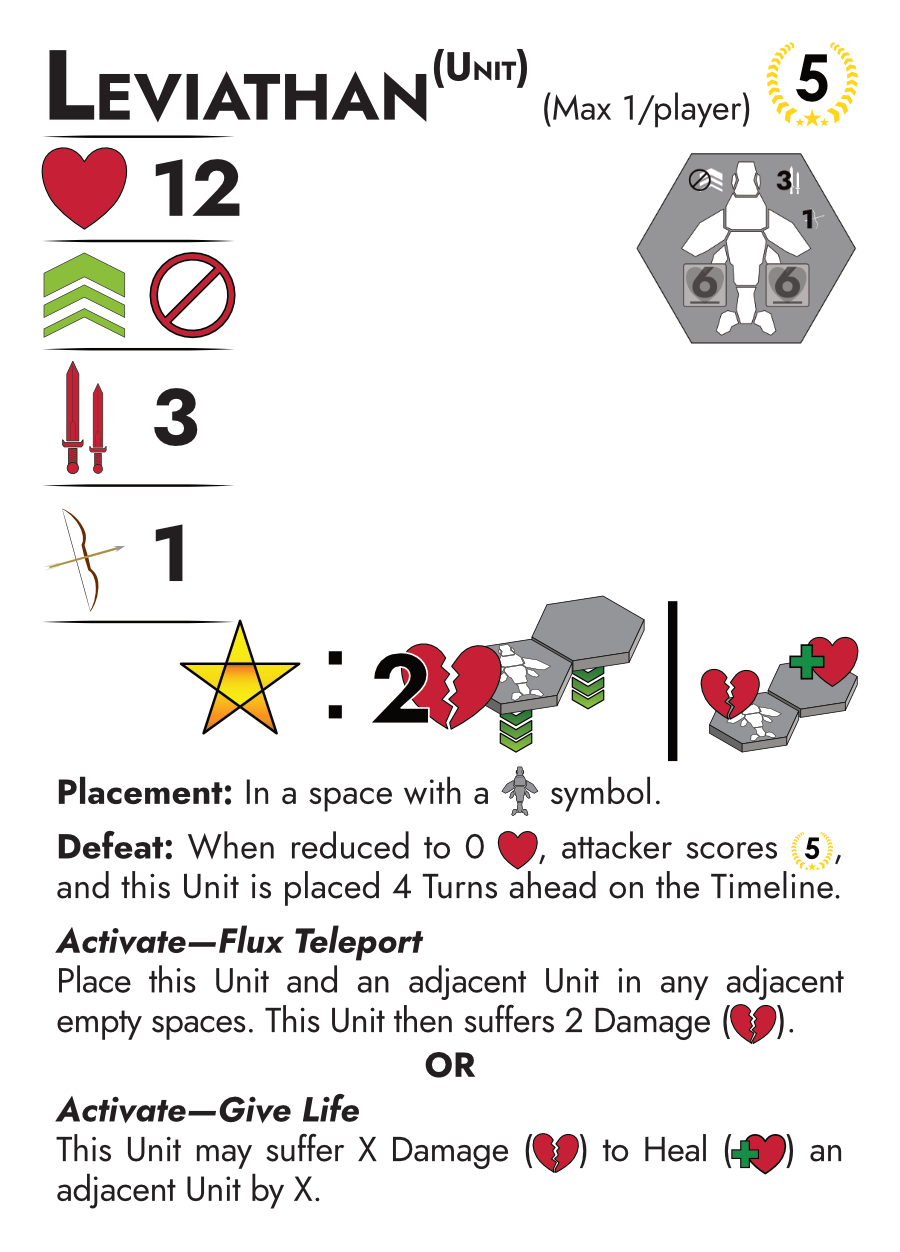 LEVIATHAN (UNIT)
(Max 1/player)
5
12
3
1
3
1
6 6
: 2
Placement: In a space with a symbol.
Defeat: When reduced to 0 , attacker scores 5,
and this Unit is placed 4 Turns ahead on the Timeline.
Activate—Flux Teleport
Place this Unit and an adjacent Unit in any adjacent
empty spaces. This Unit then suffers 2 Damage ( ).
OR
Activate—Give Life
This Unit may suffer X Damage ( ) to Heal ( ) an
adjacent Unit by X.